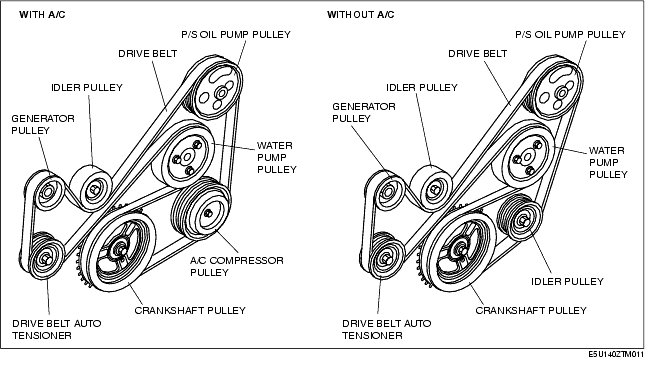 WITH A/C
P/S OIL PUMP PULLEY
DRIVE BELT
IDLER PULLEY
GENERATOR
PULLEY
WATER
PUMP
PULLEY
A/C COMPRESSOR
PULLEY
CRANKSHAFT PULLEY
DRIVE BELT AUTO
TENSIONER
WITHOUT A/C
P/S OIL PUMP PULLEY
DRIVE BELT
IDLER PULLEY
GENERATOR
PULLEY
WATER
PUMP
PULLEY
IDLER PULLEY
CRANKSHAFT PULLEY
DRIVE BELT AUTO
TENSIONER
E5U140ZTM011